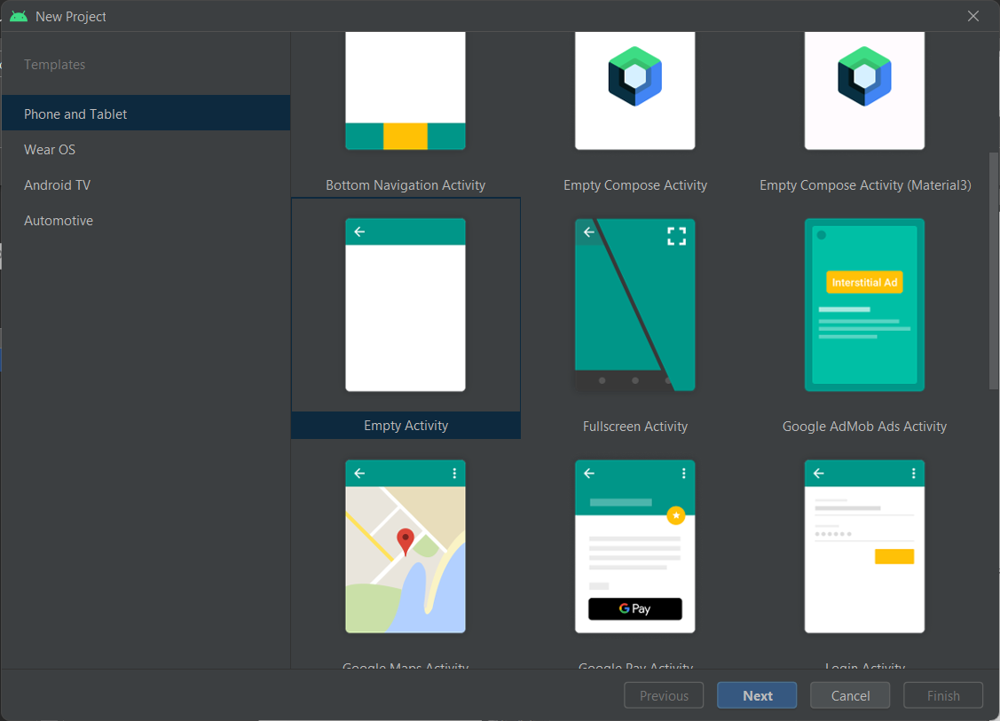 New Project
Templates
Phone and Tablet
Wear OS
Android TV
Automotive
Bottom Navigation Activity
Empty Compose Activity
Empty Compose Activity (Material3)
Interstitial Ad
Empty Activity
Fullscreen Activity
Google AdMob Ads Activity
G Pay
Google Maps Activity
Google Pay Activity
Login Activity
Previous
Next
Cancel
Finish